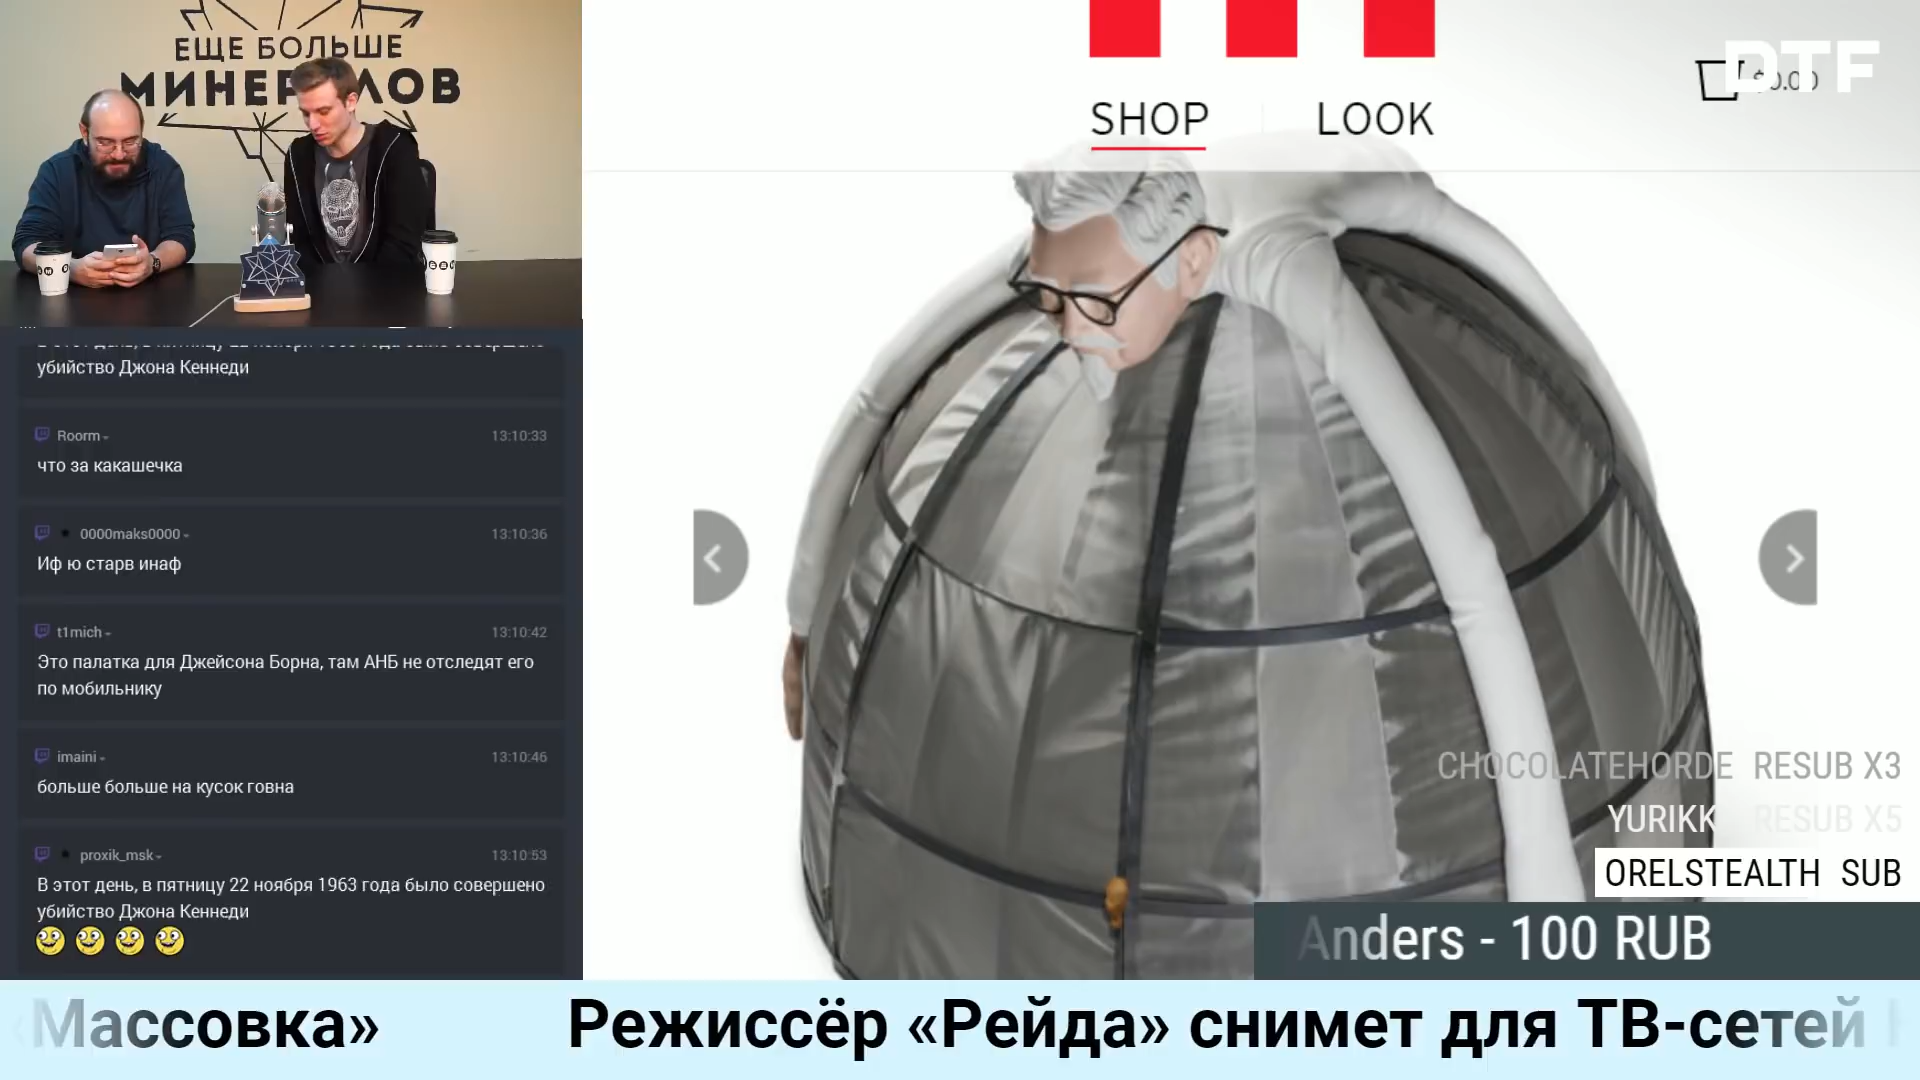 ЕЩЕ БОЛЬШЕ
SHOP
LOOK
DTF
$0.00
убийство Джона Кеннеди
Roorm
13:10:33
что за какашечка
0000maks0000
13:10:36
Иф ю старв инаф
t1mich
13:10:42
Это палатка для Джейсона Борна, там АНБ не отследят его
по мобильнику
imaini
13:10:46
больше больше на кусок говна
proxik_msk
13:10:53
В этот день, в пятницу 22 ноября 1963 года было совершено
убийство Джона Кеннеди
CHOCOLATEHORDE RESUB X3
YURIKK RESUB X5
ORELSTEALTH SUB
Anders - 100 RUB
«Массовка» Режиссёр «Рейда» снимет для ТВ-сетей